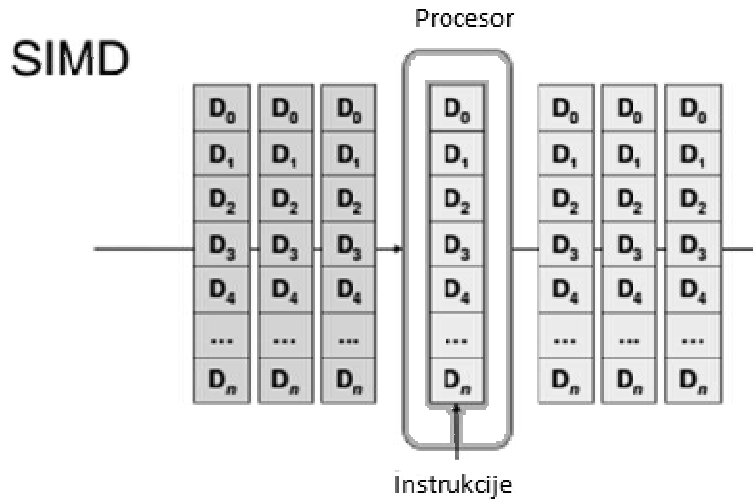 Procesor
SIMD
D0 D0 D0 D0 D0 D0 D0
D1 D1 D1 D1 D1 D1 D1
D2 D2 D2 D2 D2 D2 D2
D3 D3 D3 D3 D3 D3 D3
D4 D4 D4 D4 D4 D4 D4
... ... ... ... ... ... ...
Dn Dn Dn Dn Dn Dn Dn
Instrukcije